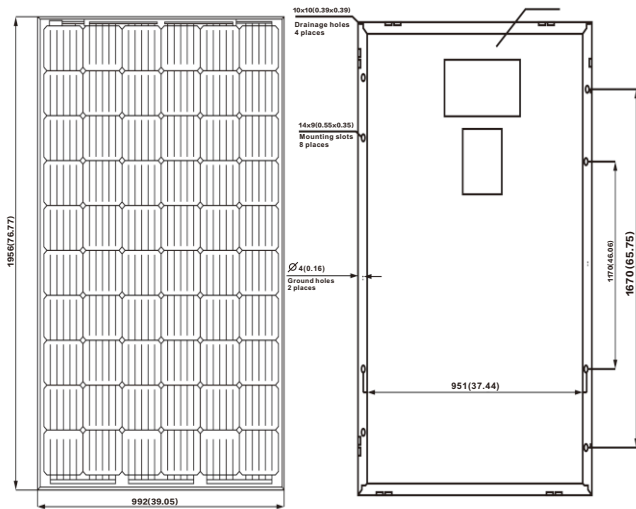 10x10(0.39x0.39)
Drainage holes
4 places
14x9(0.55x0.35)
Mounting slots
8 places
1956(76.77)
Ø4(0.16)
Ground holes
2 places
1170(46.06)
1670(65.75)
951(37.44)
992(39.05)